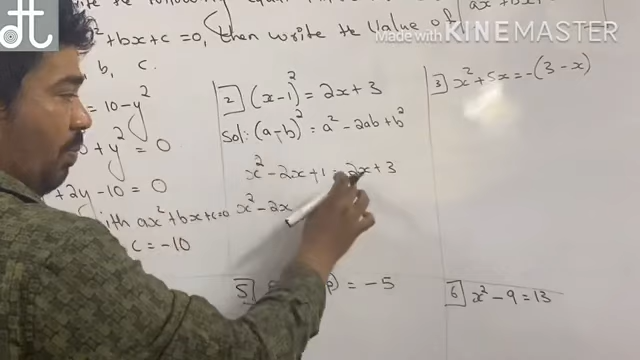 Made with KINEMASTER
ax² + bx +
² + bx + c = 0, then write the Value of
b, c.
= 10 - y²
+ y² = 0
+ 2y - 10 = 0
with ax² + bx + c = 0
c = -10
2) (x-1)² = 2x + 3
Sol: (a-b)² = a² - 2ab + b²
x² - 2x + 1 = 2x + 3
x² - 2x
3) x² + 5x = -(3 - x)
5) = -5
6) x² - 9 = 13